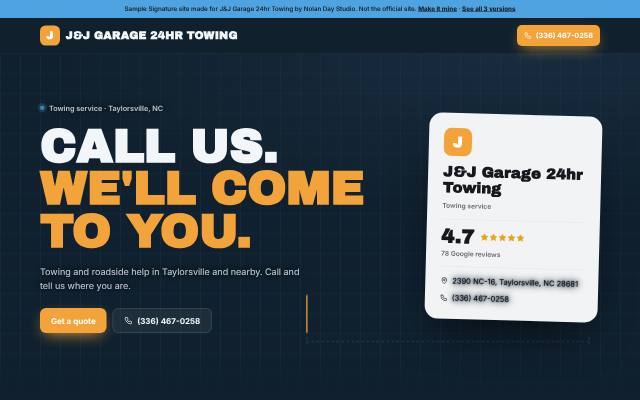 Sample Signature site made for J&J Garage 24hr Towing by Nolan Day Studio. Not the official site. Make it mine · See all 3 versions
J J&J GARAGE 24HR TOWING
(336) 467-0258
Towing service · Taylorsville, NC
CALL US.
WE'LL COME
TO YOU.
Towing and roadside help in Taylorsville and nearby. Call and
tell us where you are.
Get a quote
(336) 467-0258
J
J&J Garage 24hr
Towing
Towing service
4.7 ★★★★★
78 Google reviews
2390 NC-16, Taylorsville, NC 28681
(336) 467-0258